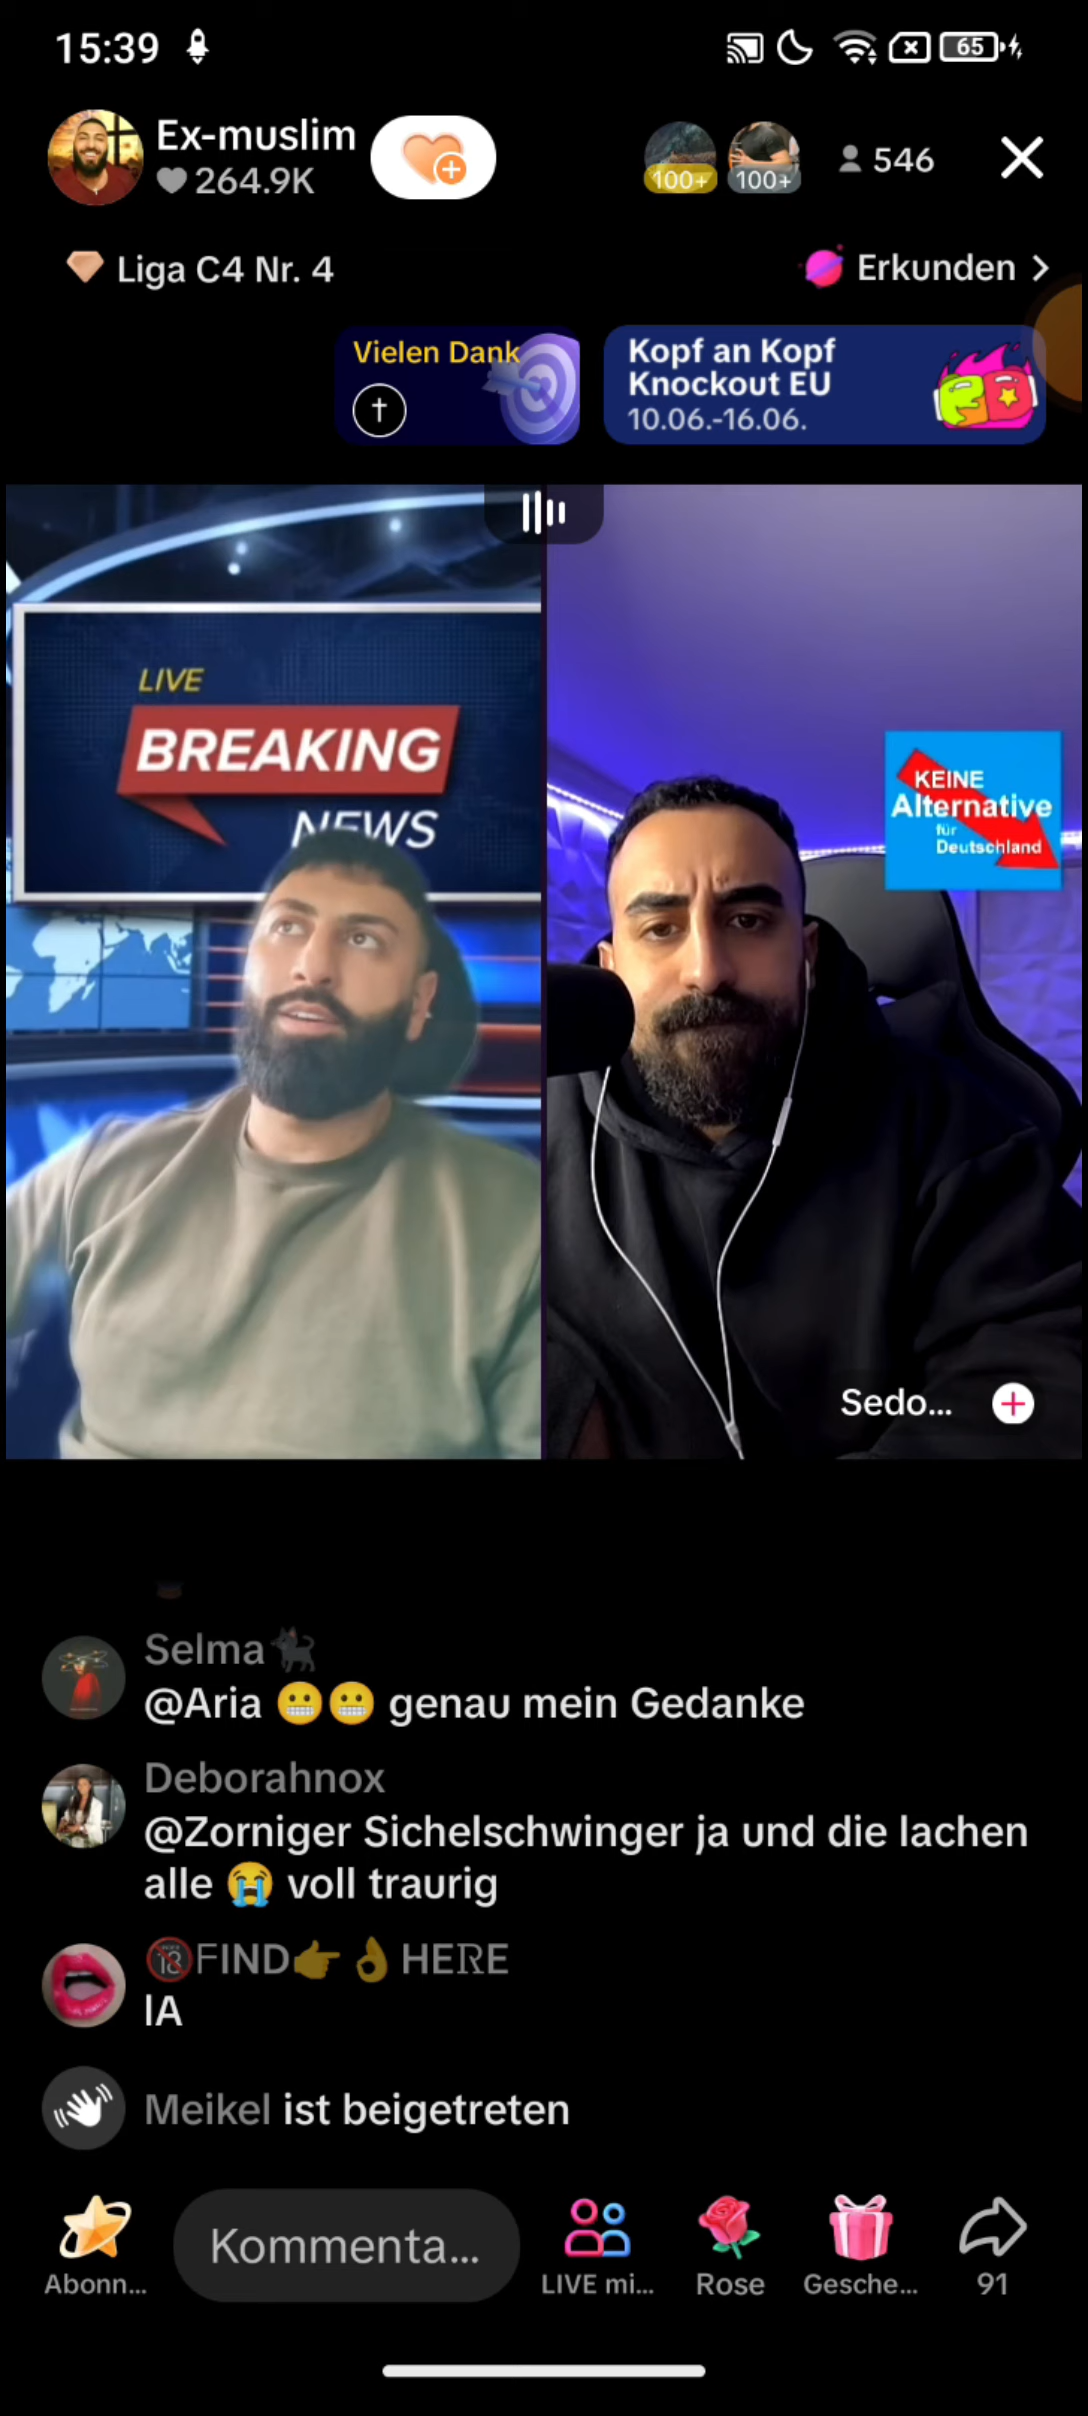 15:39
65
Ex-muslim
264.9K
100+
100+
546
Liga C4 Nr. 4
Erkunden
Vielen Dank
Kopf an Kopf
Knockout EU
10.06.-16.06.
LIVE
BREAKING
NEWS
KEINE
Alternative
für
Deutschland
Sedo...
Selma
@Aria 😬😬 genau mein Gedanke
Deborahnox
@Zorniger Sichelschwinger ja und die lachen
alle 😭 voll traurig
🔞FIND👉👌HERE
IA
Meikel ist beigetreten
Kommenta...
Abonn...
LIVE mi...
Rose
Gesche...
91